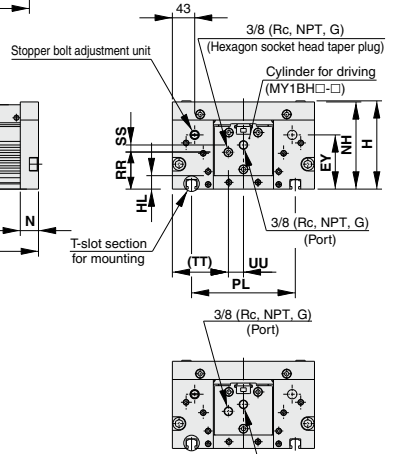 43
3/8 (Rc, NPT, G)
(Hexagon socket head taper plug)
Stopper bolt adjustment unit
Cylinder for driving
(MY1BH□-□)
SS
RR
HL
EY
NH
H
N
3/8 (Rc, NPT, G)
(Port)
T-slot section
for mounting
(TT)
UU
PL
3/8 (Rc, NPT, G)
(Port)